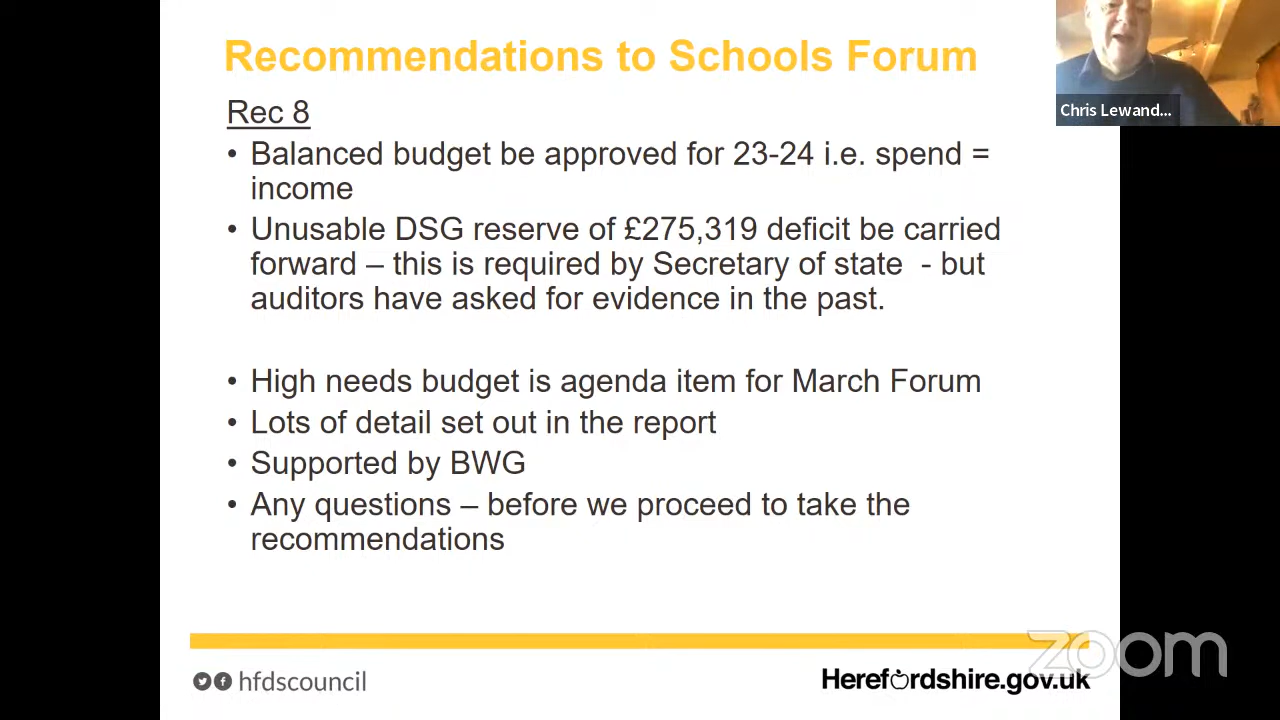 Recommendations to Schools Forum
Chris Lewand...
Rec 8
• Balanced budget be approved for 23-24 i.e. spend =
income
• Unusable DSG reserve of £275,319 deficit be carried
forward – this is required by Secretary of state - but
auditors have asked for evidence in the past.
• High needs budget is agenda item for March Forum
• Lots of detail set out in the report
• Supported by BWG
• Any questions – before we proceed to take the
recommendations
zoom
hfdscouncil
Herefordshire.gov.uk